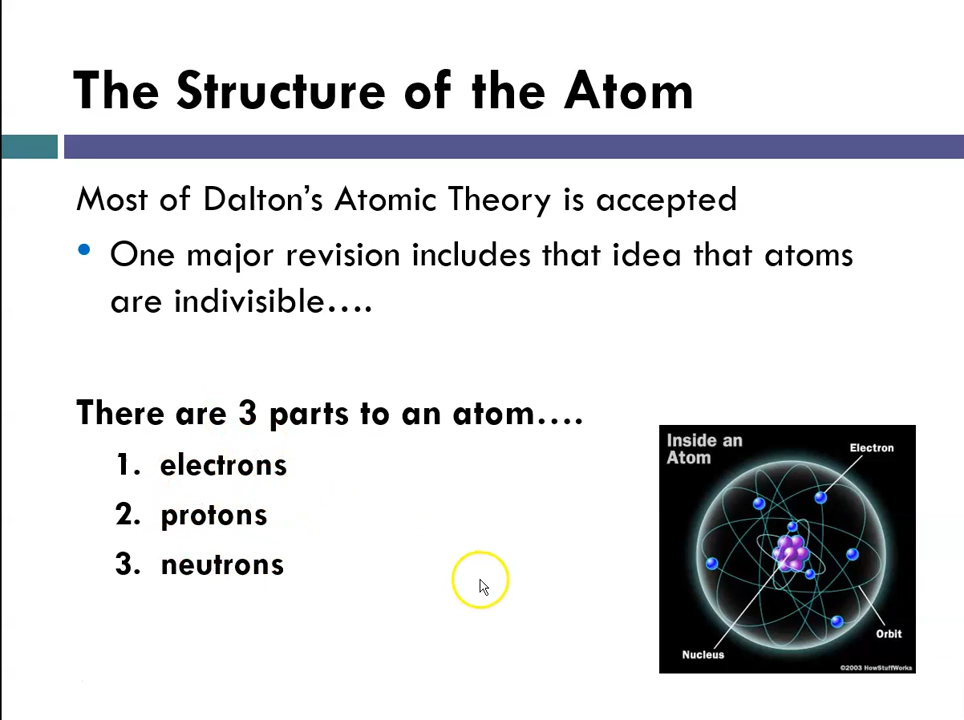 The Structure of the Atom
Most of Dalton’s Atomic Theory is accepted
• One major revision includes that idea that atoms
are indivisible….
There are 3 parts to an atom….
1. electrons
2. protons
3. neutrons
Inside an
Atom
Electron
Orbit
Nucleus
©2003 HowStuffWorks